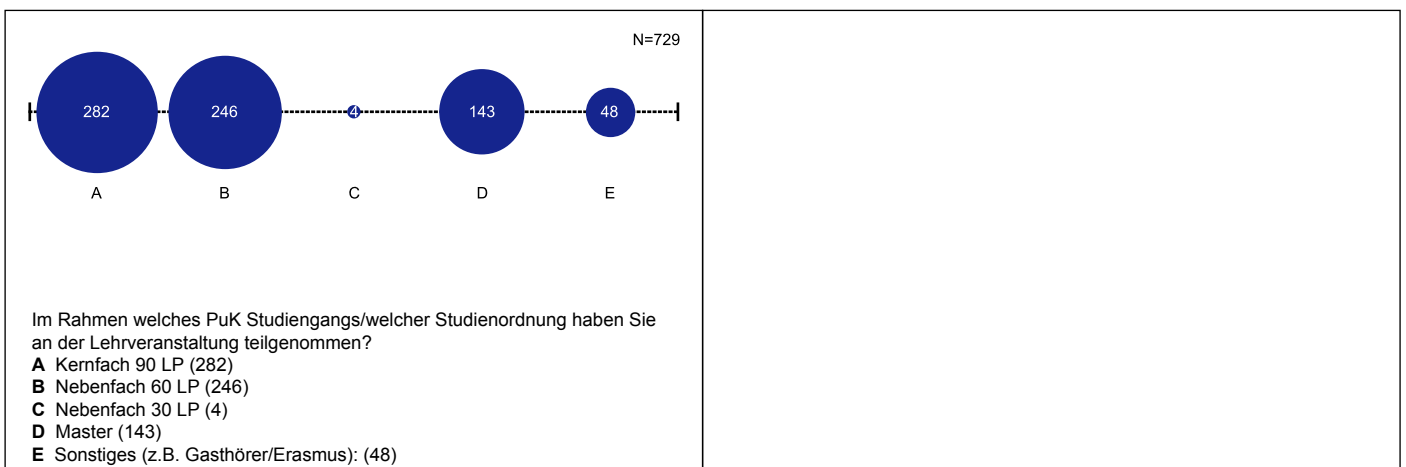 N=729
282 246 4 143 48
A B C D E
Im Rahmen welches PuK Studiengangs/welcher Studienordnung haben Sie
an der Lehrveranstaltung teilgenommen?
A Kernfach 90 LP (282)
B Nebenfach 60 LP (246)
C Nebenfach 30 LP (4)
D Master (143)
E Sonstiges (z.B. Gasthörer/Erasmus): (48)